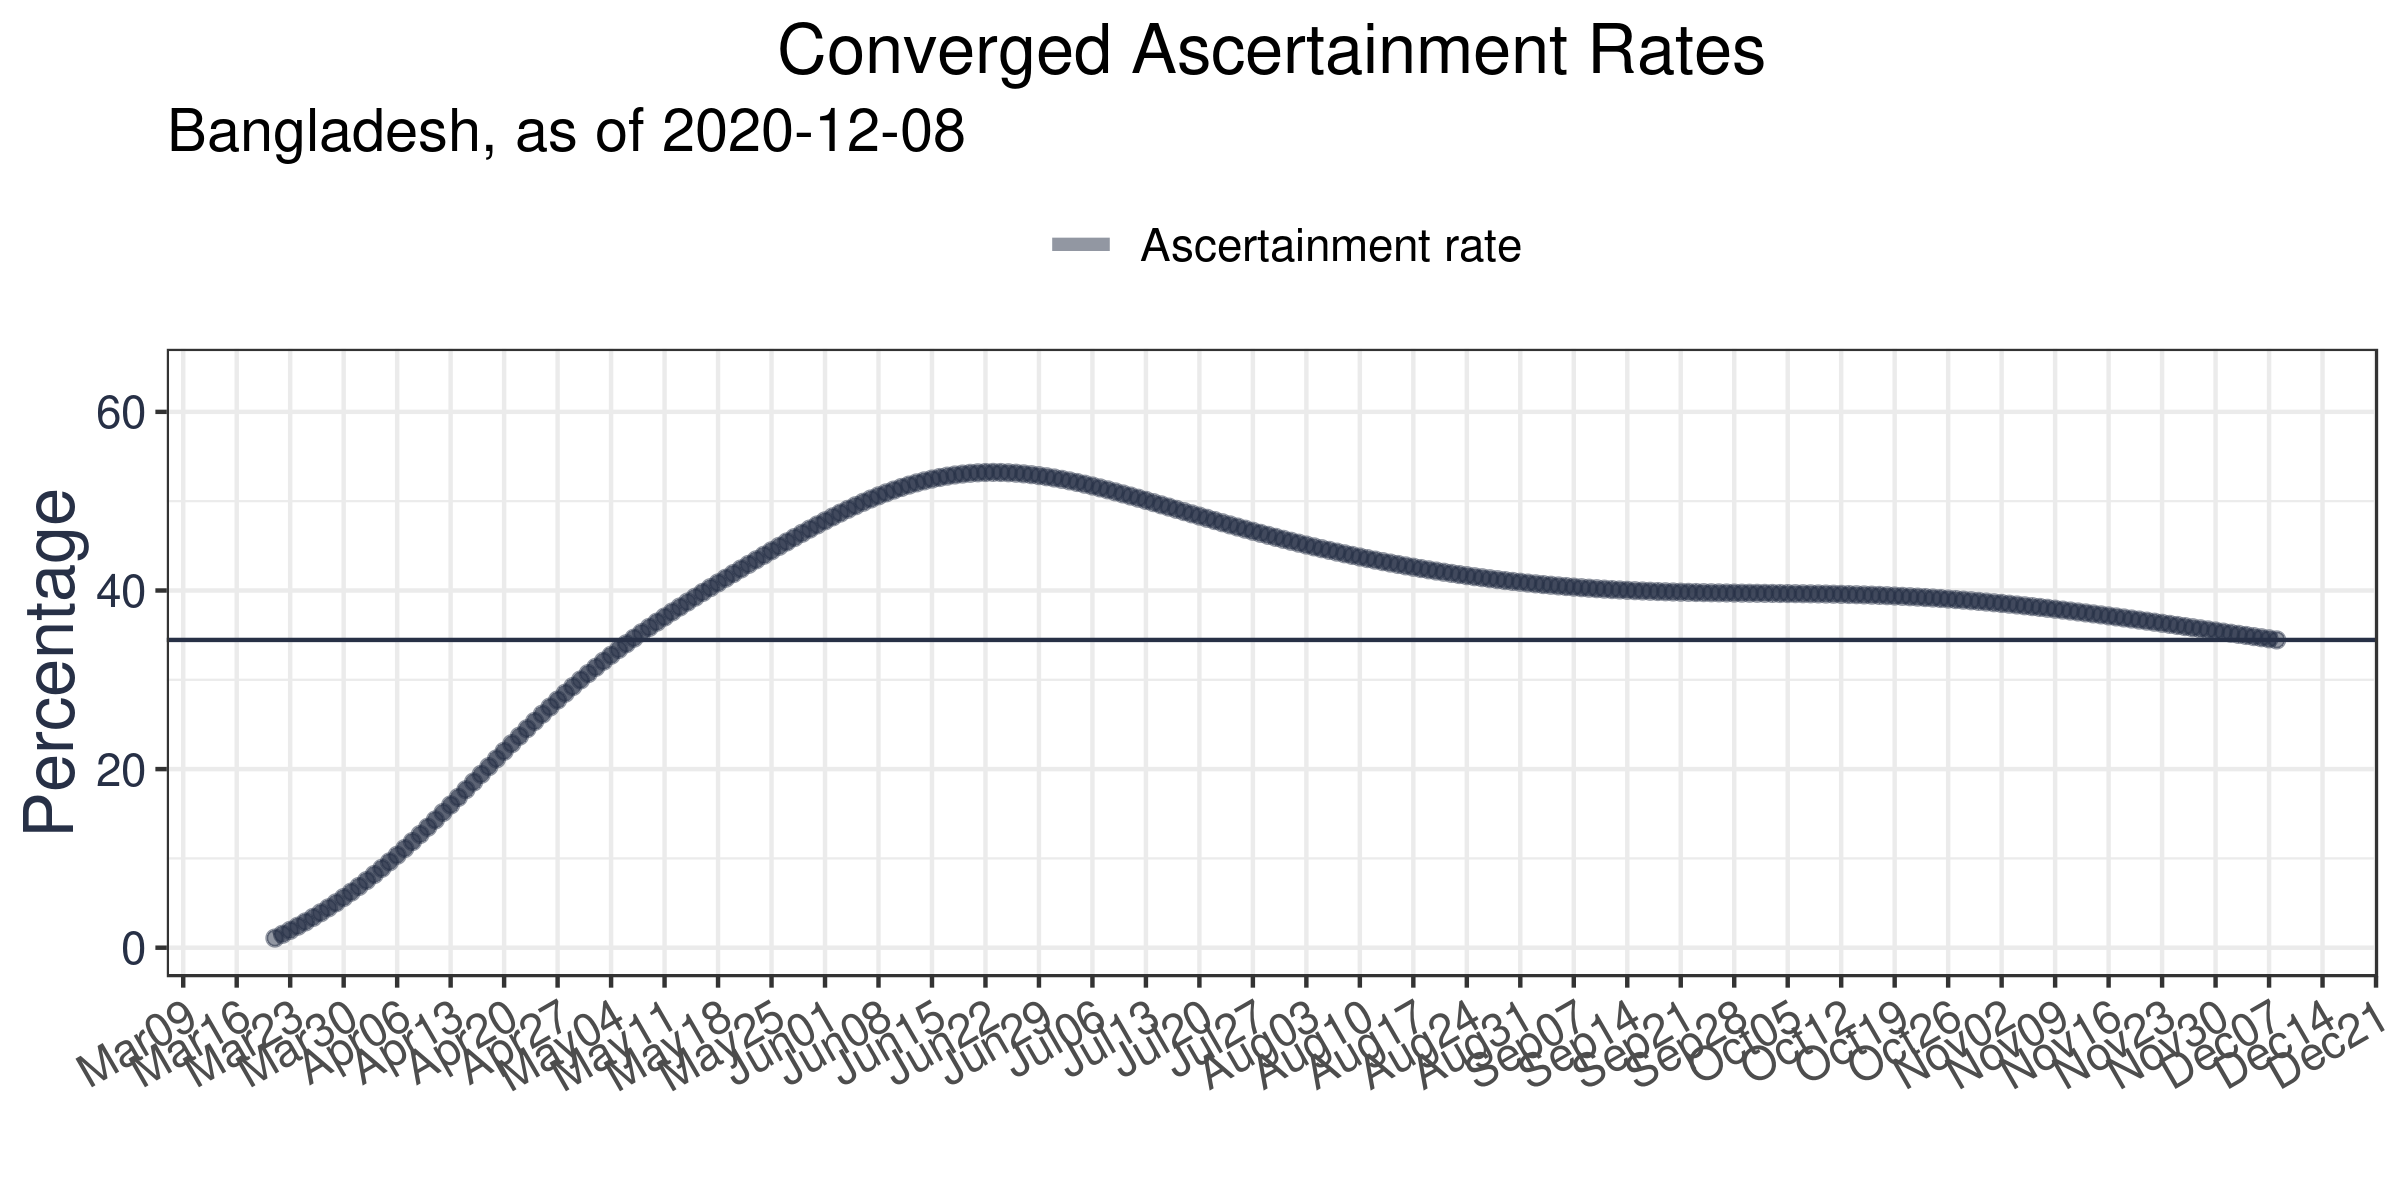 Converged Ascertainment Rates
Bangladesh, as of 2020-12-08
Ascertainment rate
Percentage
60
40
20
0
Mar09 Mar16 Mar23 Mar30 Apr06 Apr13 Apr20 Apr27 May04 May11 May18 May25 Jun01 Jun08 Jun15 Jun22 Jun29 Jul06 Jul13 Jul20 Jul27 Aug03 Aug10 Aug17 Aug24 Aug31 Sep07 Sep14 Sep21 Sep28 Oct05 Oct12 Oct19 Oct26 Nov02 Nov09 Nov16 Nov23 Nov30 Dec07 Dec14 Dec21